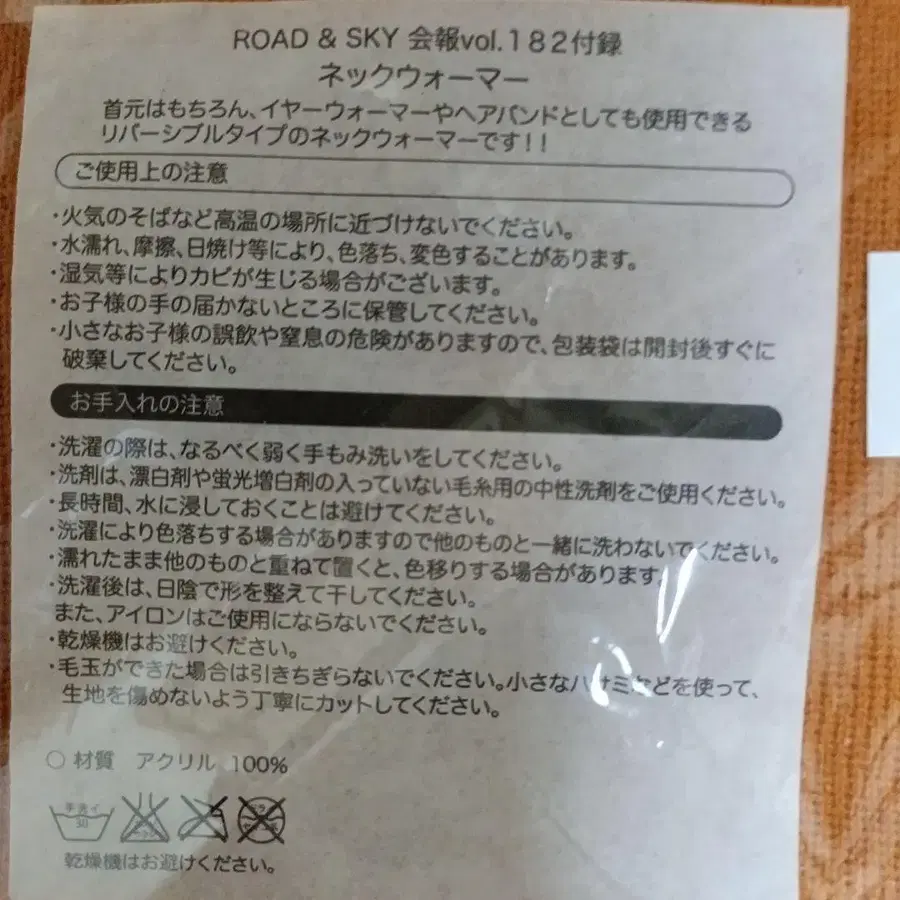 ROAD & SKY 会報vol.182付録
ネックウォーマー
首元はもちろん、イヤーウォーマーやヘアバンドとしても使用できる
リバーシブルタイプのネックウォーマーです!!
ご使用上の注意
・火気のそばなど高温の場所に近づけないでください。
・水濡れ、摩擦、日焼け等により、色落ち、変色することがあります。
・湿気等によりカビが生じる場合がございます。
・お子様の手の届かないところに保管してください。
・小さなお子様の誤飲や窒息の危険がありますので、包装袋は開封後すぐに
破棄してください。
お手入れの注意
・洗濯の際は、なるべく弱く手もみ洗いをしてください。
・洗剤は、漂白剤や蛍光増白剤の入っていない毛糸用の中性洗剤をご使用ください。
・長時間、水に浸しておくことは避けてください。
・洗濯により色落ちする場合がありますので他のものと一緒に洗わないでください。
・濡れたまま他のものと重ねて置くと、色移りする場合があります。
・洗濯後は、日陰で形を整えて干してください。
また、アイロンはご使用にならないでください。
・乾燥機はお避けください。
・毛玉ができた場合は引きちぎらないでください。小さなハサミなどを使って、
生地を傷めないよう丁寧にカットしてください。
○ 材質 アクリル 100%
手洗イ
30
乾燥機はお避けください。